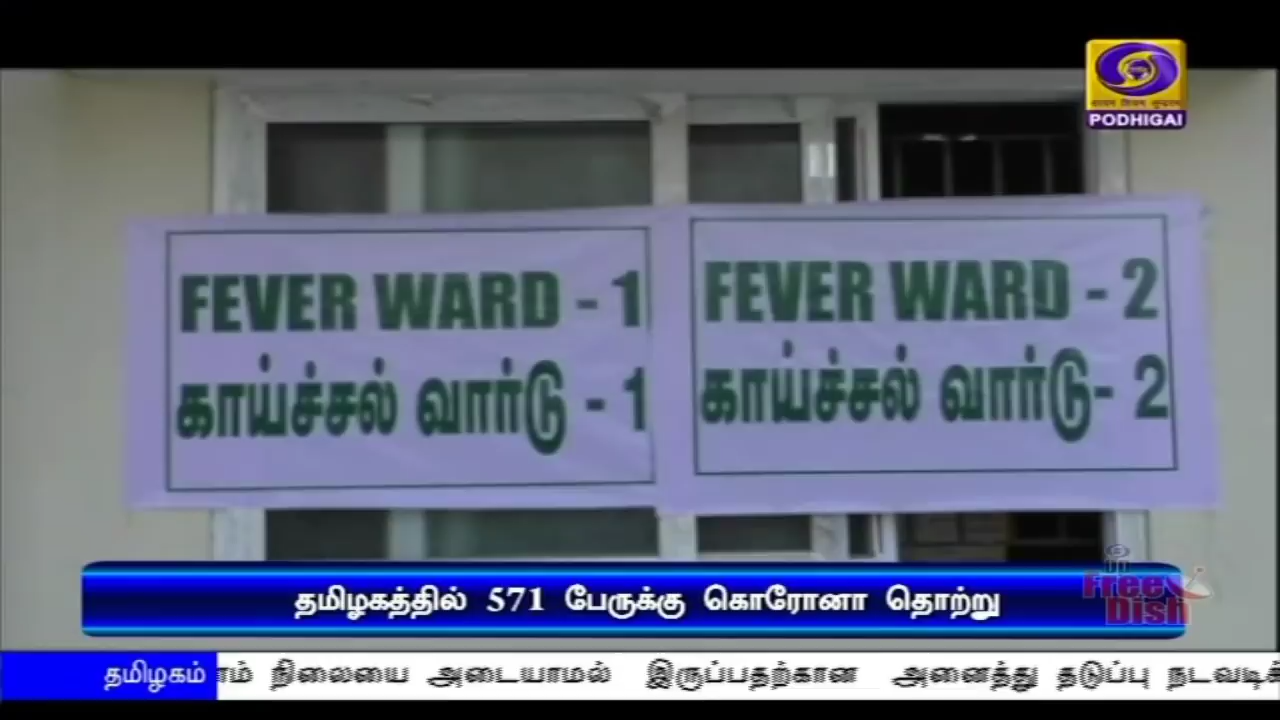 PODHIGAI
FEVER WARD - 1
காய்ச்சல் வார்டு - 1
FEVER WARD - 2
காய்ச்சல் வார்டு- 2
தமிழகத்தில் 571 பேருக்கு கொரோனா தொற்று
DD
Free Dish
தமிழகம்
நிலையை அடையாமல் இருப்பதற்கான அனைத்து தடுப்பு